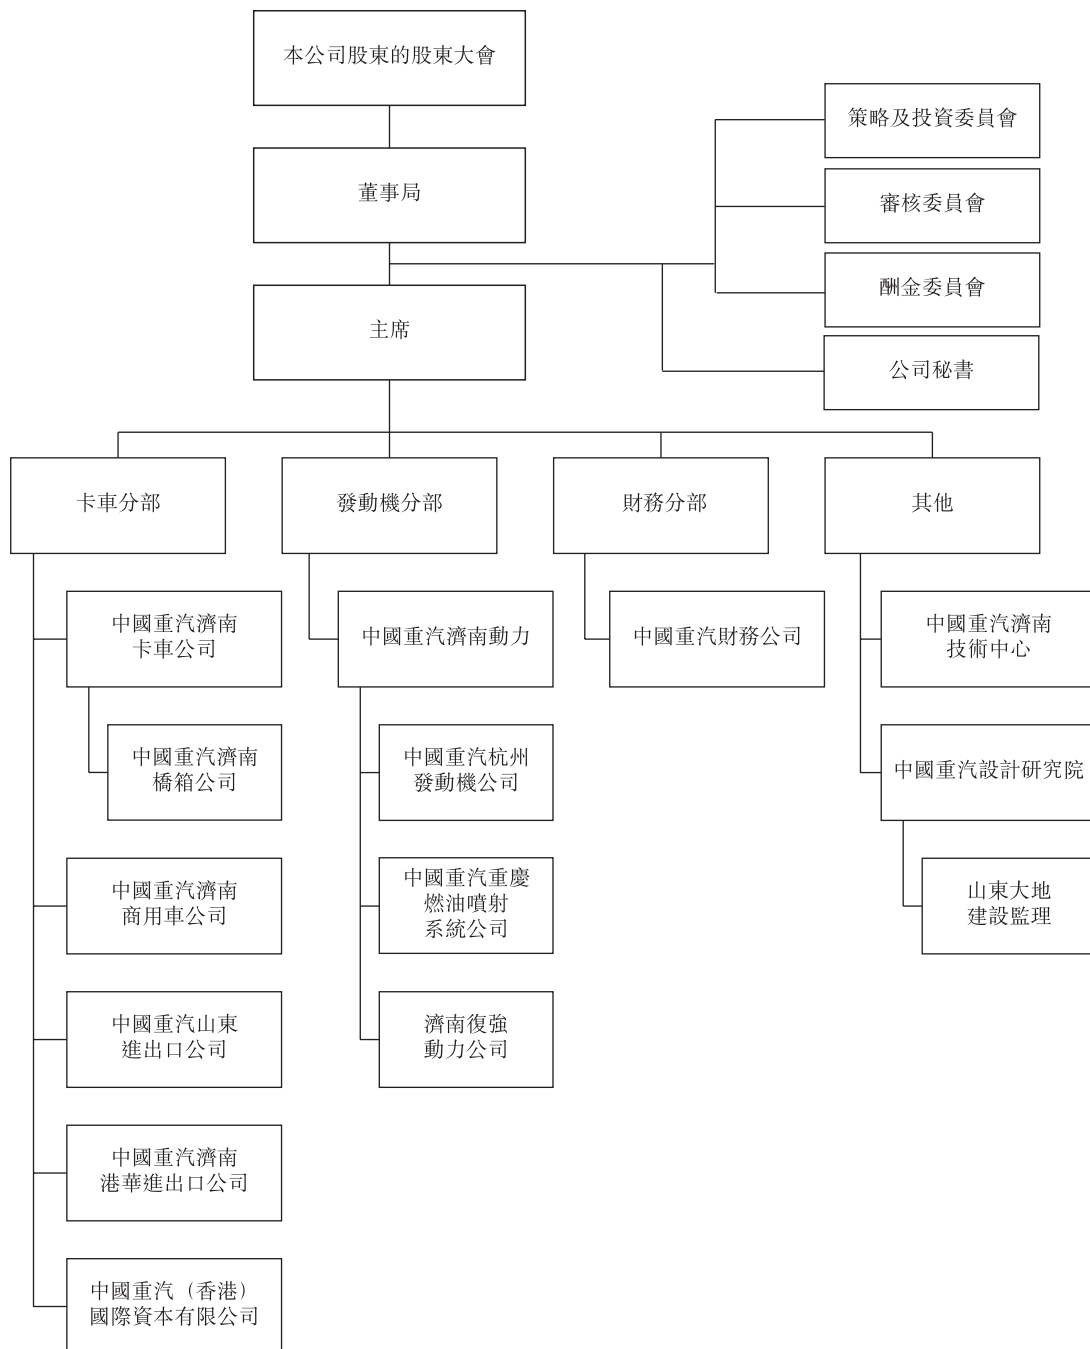 本公司股東的股東大會
董事局
主席
策略及投資委員會
審核委員會
酬金委員會
公司秘書
卡車分部
發動機分部
財務分部
其他
中國重汽濟南
卡車公司
中國重汽濟南
橋箱公司
中國重汽濟南
商用車公司
中國重汽山東
進出口公司
中國重汽濟南
港華進出口公司
中國重汽（香港）
國際資本有限公司
中國重汽濟南動力
中國重汽杭州
發動機公司
中國重汽重慶
燃油噴射
系統公司
濟南復強
動力公司
中國重汽財務公司
中國重汽濟南
技術中心
中國重汽設計研究院
山東大地
建設監理